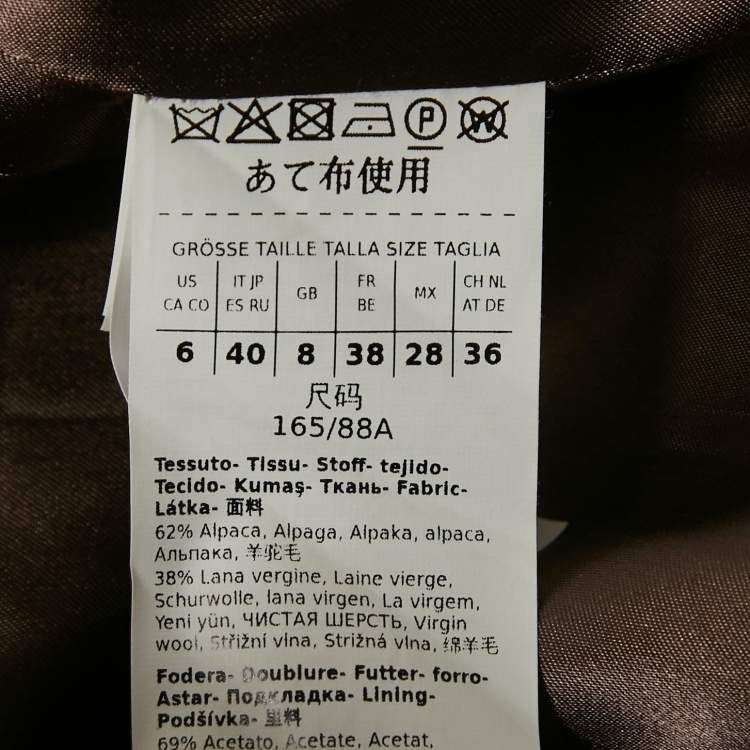 P W
あて布使用
GRÖSSE TAILLE TALLA SIZE TAGLIA
US CA CO
IT JP ES RU
GB
FR BE
MX
CH NL AT DE
6 40 8 38 28 36
尺码
165/88A
Tessuto- Tissu- Stoff- tejido-
Tecido- Kumaş- Ткань- Fabric-
Látka- 面料
62% Alpaca, Alpaga, Alpaka, alpaca,
Альпака, 羊驼毛
38% Lana vergine, Laine vierge,
Schurwolle, lana virgen, La virgem,
Yeni yün, ЧИСТАЯ ШЕРСТЬ, Virgin
wool, Střižní vlna, Strižná vlna, 绵羊毛
Fodera- Doublure- Futter- forro-
Astar- Подкладка- Lining-
Podšívka- 里料
69% Acetato, Acetate, Acetat,